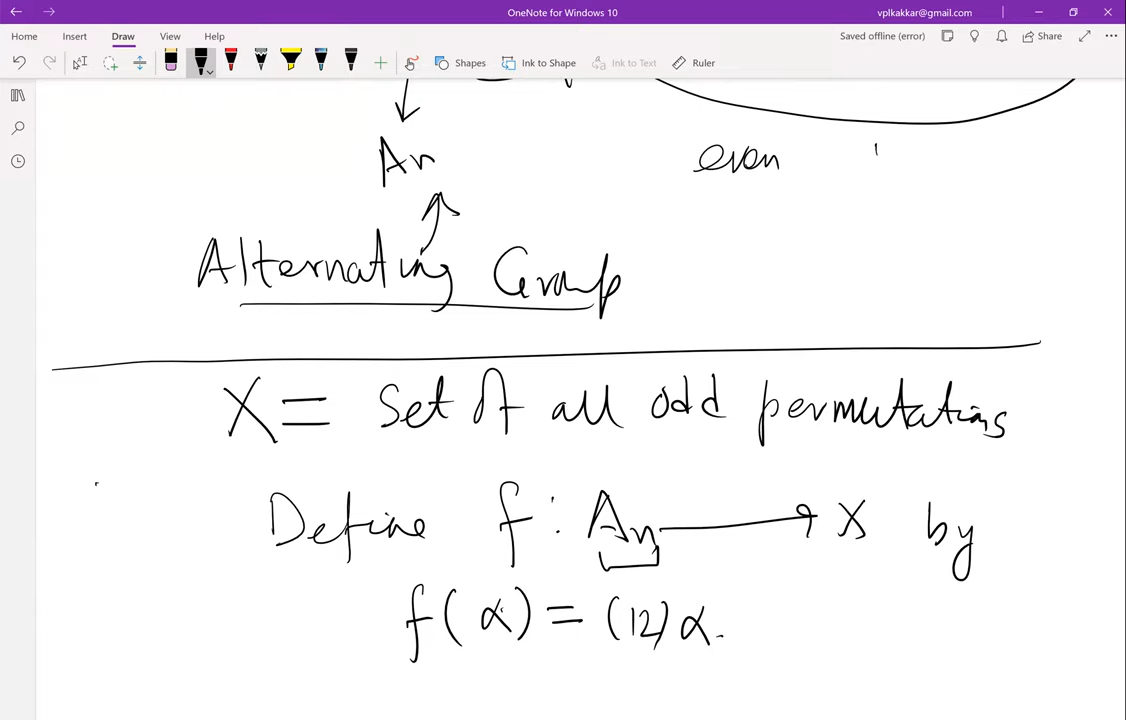 OneNote for Windows 10
vplkakkar@gmail.com
Home Insert Draw View Help
Saved offline (error)
Share
Shapes
Ink to Shape
Ink to Text
Ruler
An
even
Alternating Group
X = Set of all odd permutations
Define f : An → X by
f(α) = (12)α.